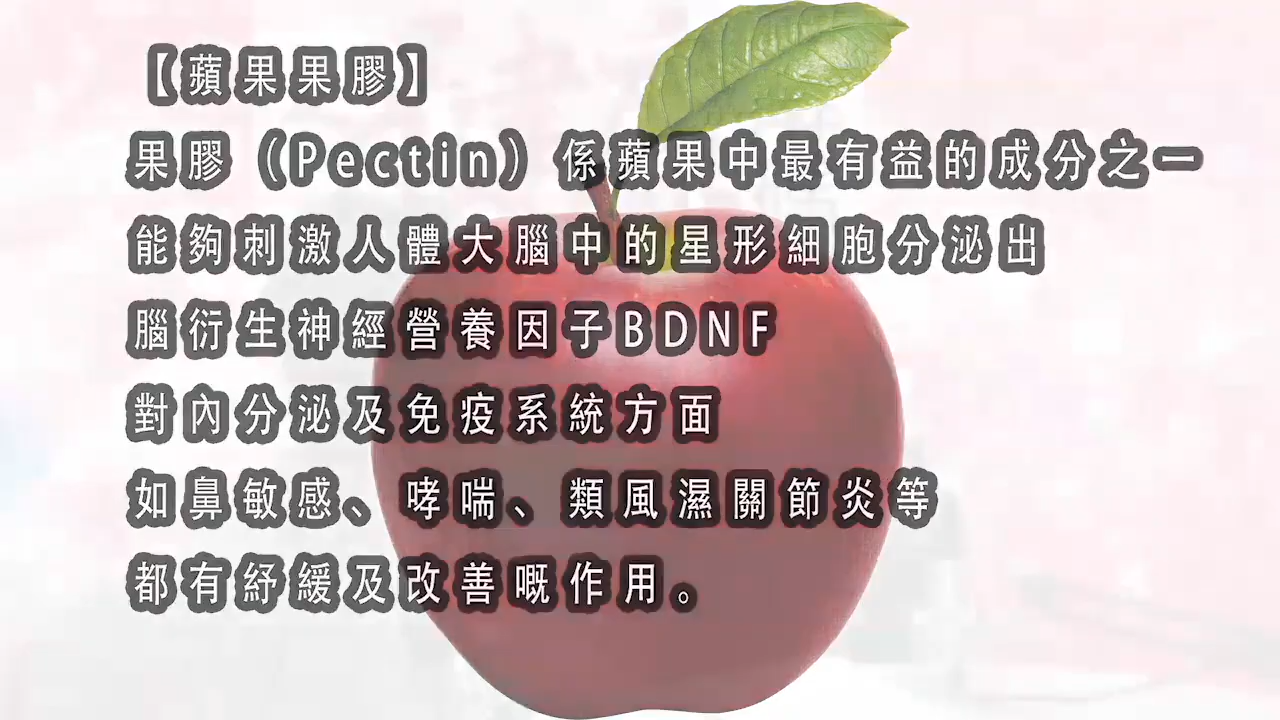 【蘋果果膠】
果膠（Pectin）係蘋果中最有益的成分之一
能夠刺激人體大腦中的星形細胞分泌出
腦衍生神經營養因子BDNF
對內分泌及免疫系統方面
如鼻敏感、哮喘、類風濕關節炎等
都有紓緩及改善嘅作用。